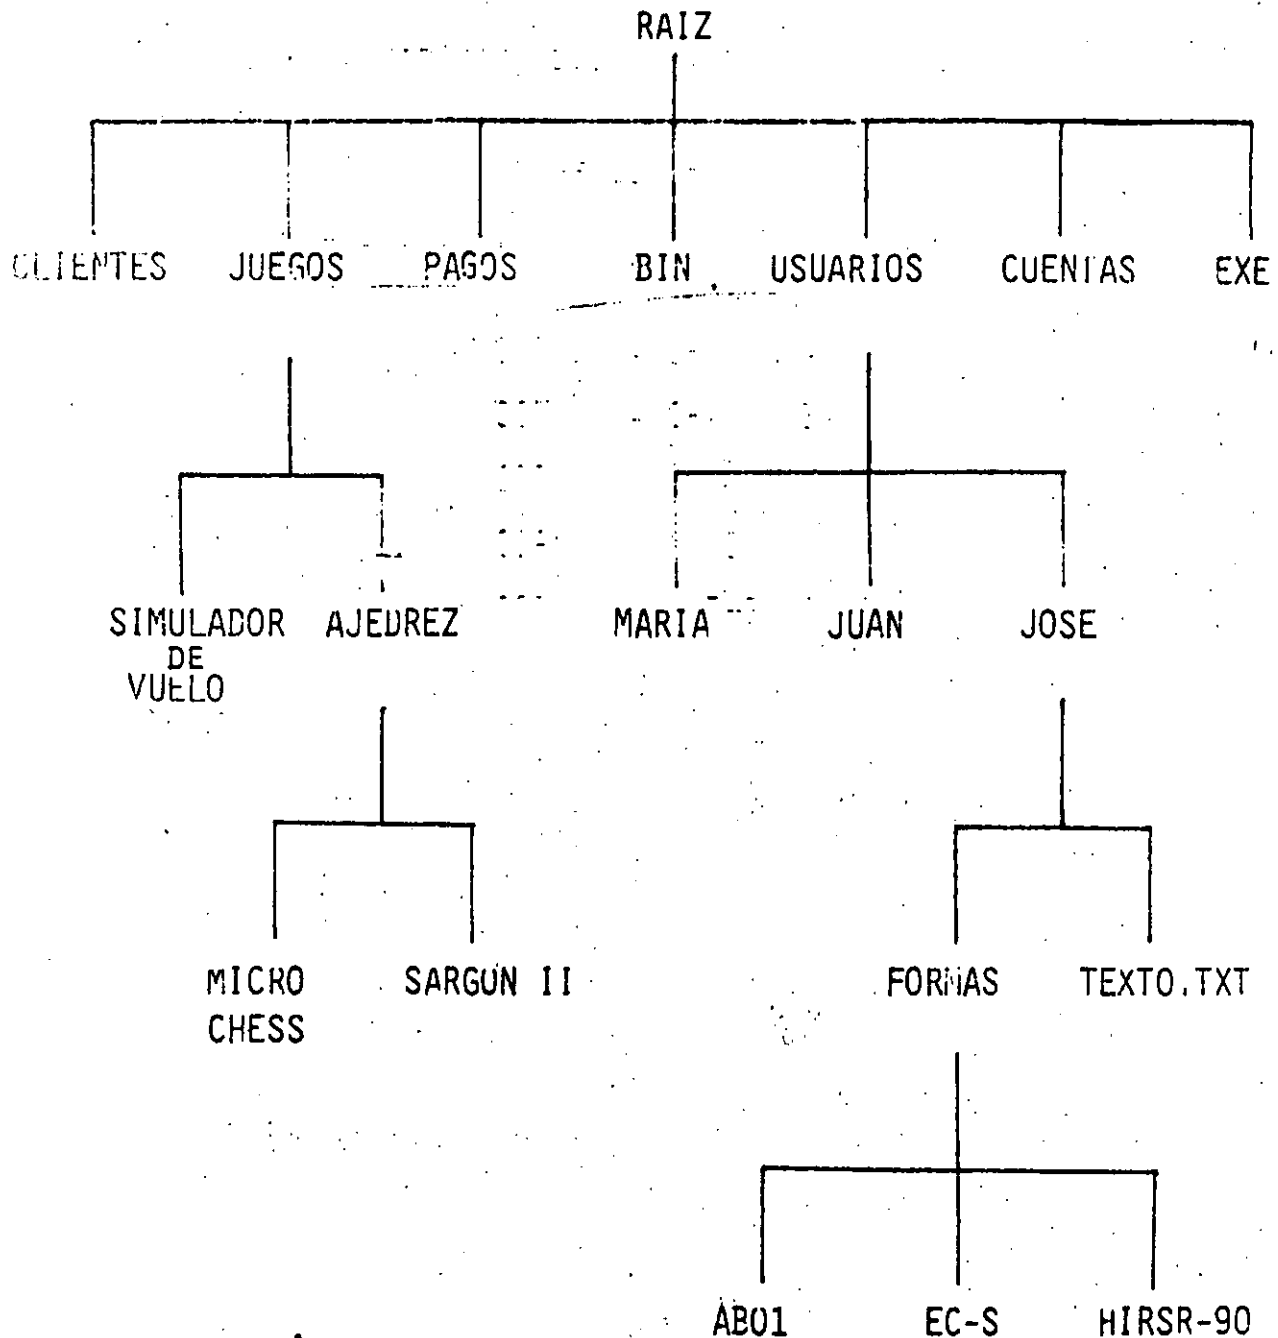 RAIZ
CLIENTES JUEGOS PAGOS BIN USUARIOS CUENTAS EXE
SIMULADOR AJEDREZ MARIA JUAN JOSE
DE
VUELO
MICRO SARGON II FORMAS TEXTO.TXT
CHESS
AB01 EC-S HIRSR-90